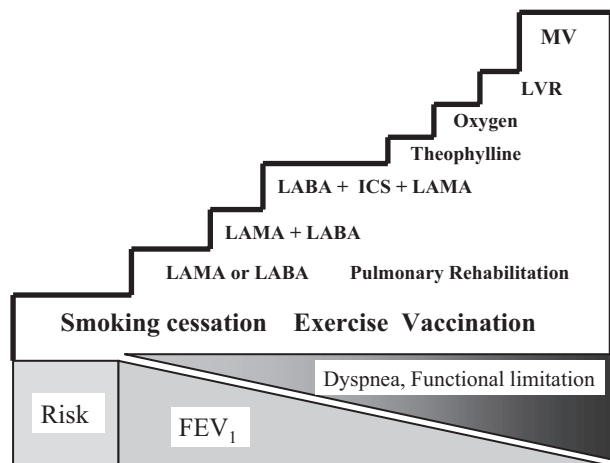 MV
LVR
Oxygen
Theophylline
LABA + ICS + LAMA
LAMA + LABA
LAMA or LABA Pulmonary Rehabilitation
Smoking cessation Exercise Vaccination
Dyspnea, Functional limitation
Risk
FEV₁